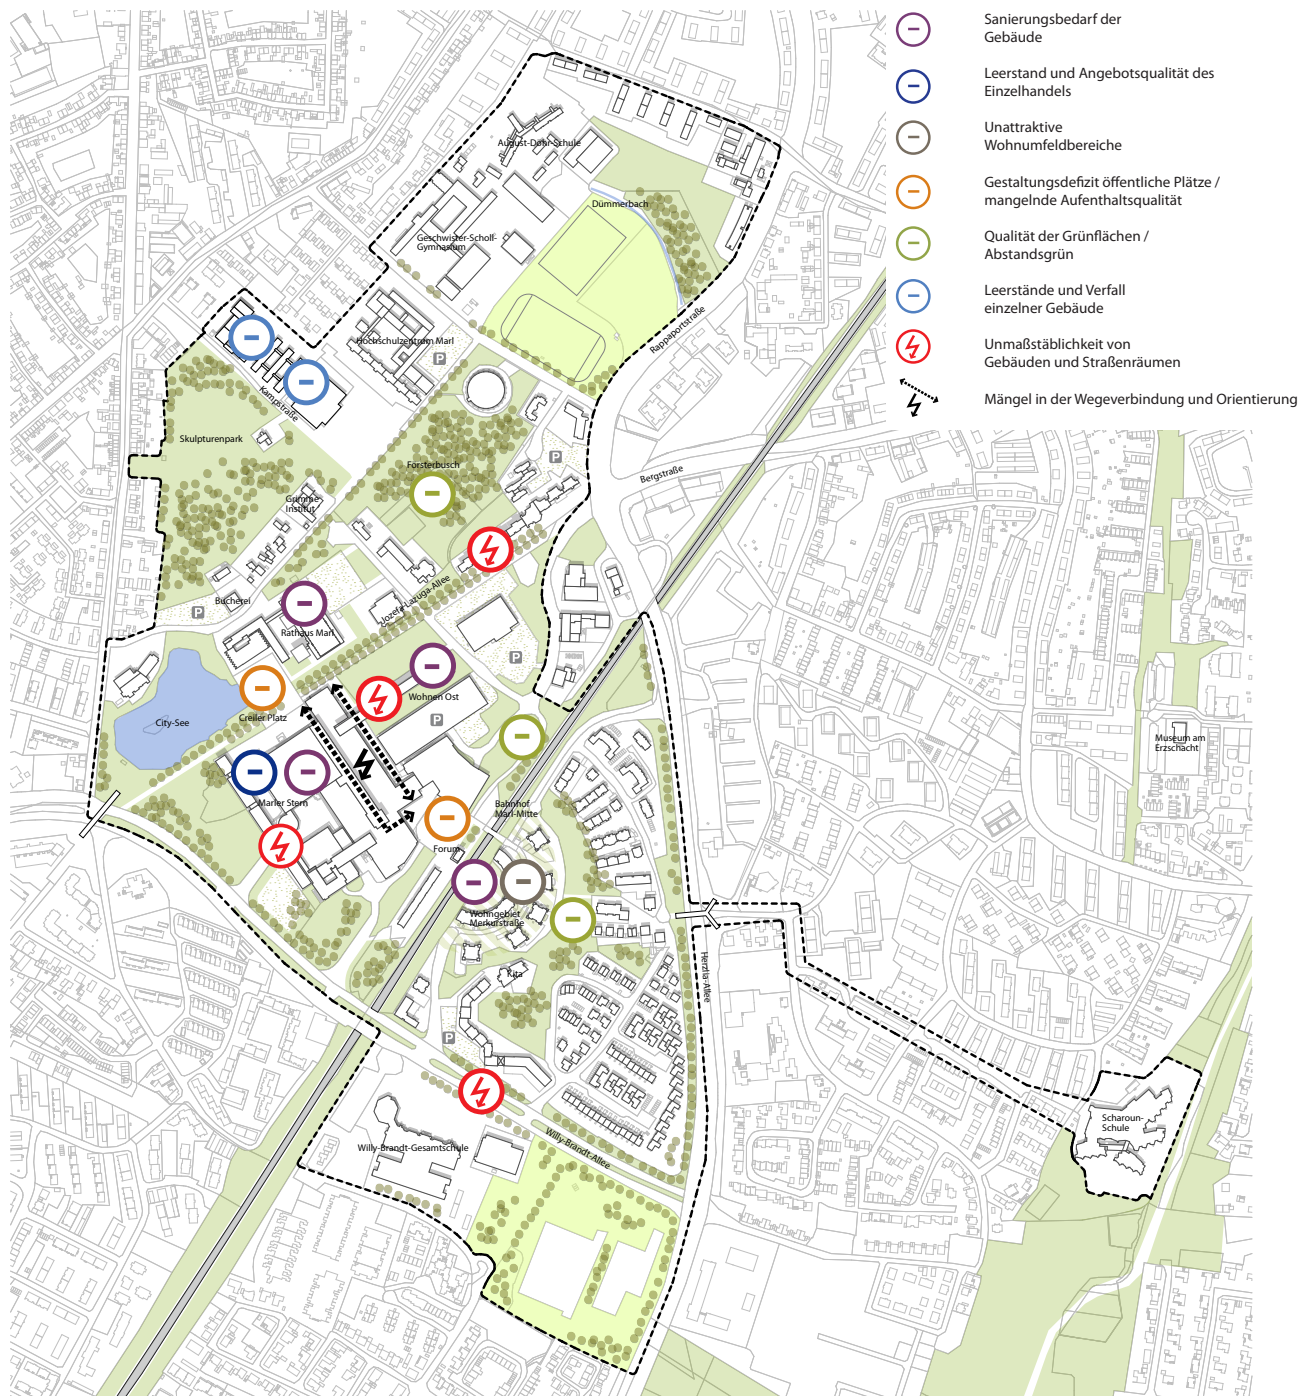 Sanierungsbedarf der
Gebäude
Leerstand und Angebotsqualität des
Einzelhandels
Unattraktive
Wohnumfeldbereiche
Gestaltungsdefizit öffentliche Plätze /
mangelnde Aufenthaltsqualität
Qualität der Grünflächen /
Abstandsgrün
Leerstände und Verfall
einzelner Gebäude
Unmaßstäblichkeit von
Gebäuden und Straßenräumen
Mängel in der Wegeverbindung und Orientierung
August-Döhr-Schule
Dümmerbach
Geschwister-Scholl-
Gymnasium
Rappaportstraße
Hochschulzentrum Marl
P
Kampstraße
Skulpturenpark
Forsterbusch
P
Bergstraße
Grimme
Institut
Jozefa-Lazuga-Allee
Bücherei
P
Rathaus Marl
P
Wohnen Ost
Creiler Platz
City-See
P
Museum am
Erzschacht
Marler Stern
Bahnhof
Marl-Mitte
Forum
Wohngebiet
Merkurstraße
Kita
Herzlia-Allee
P
Scharoun-
Schule
Willy-Brandt-Allee
Willy-Brandt-Gesamtschule